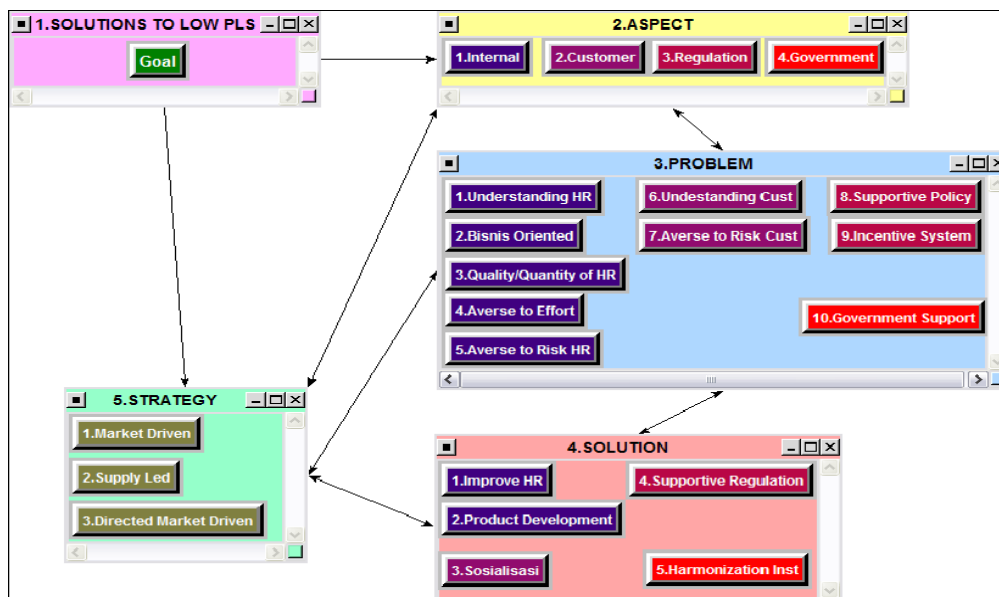 1.SOLUTIONS TO LOW PLS
Goal
2.ASPECT
1.Internal
2.Customer
3.Regulation
4.Government
3.PROBLEM
1.Understanding HR
2.Bisnis Oriented
3.Quality/Quantity of HR
4.Averse to Effort
5.Averse to Risk HR
6.Undestanding Cust
7.Averse to Risk Cust
8.Supportive Policy
9.Incentive System
10.Government Support
5.STRATEGY
1.Market Driven
2.Supply Led
3.Directed Market Driven
4.SOLUTION
1.Improve HR
2.Product Development
3.Sosialisasi
4.Supportive Regulation
5.Harmonization Inst